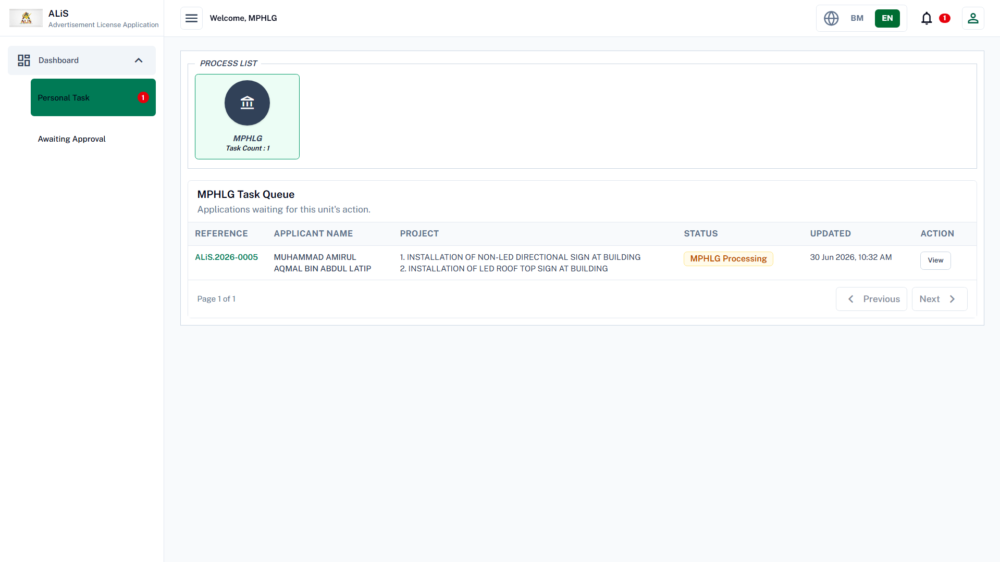 ALiS
Advertisement License Application
ALiS
Welcome, MPHLG
BM
EN
1
Dashboard
Personal Task
1
Awaiting Approval
PROCESS LIST
MPHLG
Task Count : 1
MPHLG Task Queue
Applications waiting for this unit's action.
REFERENCE APPLICANT NAME PROJECT STATUS UPDATED ACTION
ALiS.2026-0005 MUHAMMAD AMIRUL 1. INSTALLATION OF NON-LED DIRECTIONAL SIGN AT BUILDING MPHLG Processing 30 Jun 2026, 10:32 AM View
AQMAL BIN ABDUL LATIP 2. INSTALLATION OF LED ROOF TOP SIGN AT BUILDING
Page 1 of 1
Previous
Next